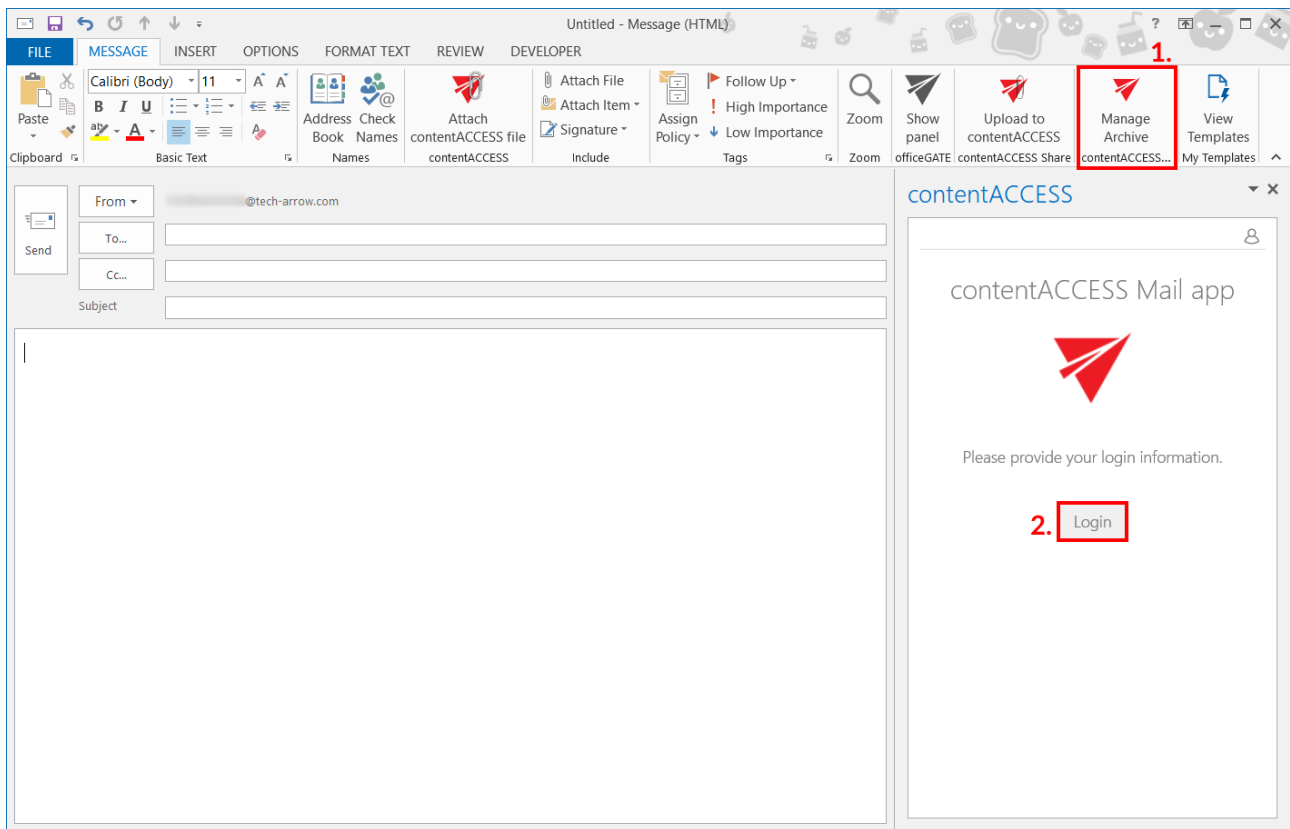 Untitled - Message (HTML)
?
1.
FILE MESSAGE INSERT OPTIONS FORMAT TEXT REVIEW DEVELOPER
Paste
Clipboard
Calibri (Body) 11 A A
B I U
aby A
Basic Text
Address Book
Check Names
@
Names
Attach
contentACCESS file
contentACCESS
Attach File
Attach Item
Signature
Include
Assign
Policy
Follow Up
High Importance
Low Importance
Tags
Zoom
Zoom
Show
panel
officeGATE
Upload to
contentACCESS
contentACCESS Share
Manage
Archive
contentACCESS...
View
Templates
My Templates
Send
From
@tech-arrow.com
To...
Cc...
Subject
contentACCESS
contentACCESS Mail app
Please provide your login information.
2.
Login